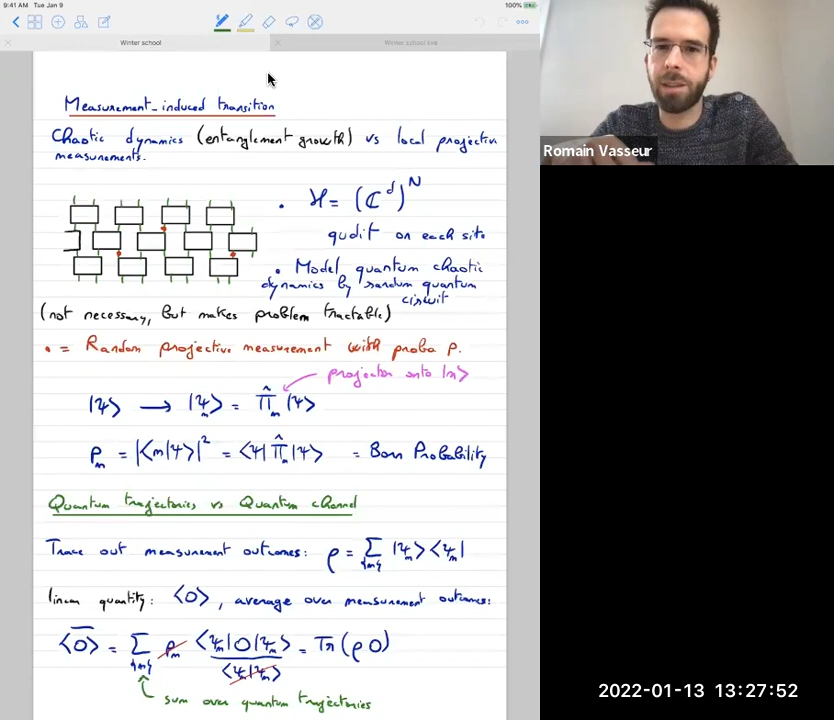 9:41 AM Tue Jan 9
100%
Winter school
Winter school link
Measurement-induced transition
Chaotic dynamics (entanglement growth) vs local projective
measurements.
• ℋ = (ℂ^d)^N
qudit on each site
• Model quantum chaotic
dynamics by random quantum
circuit
(not necessary, but makes problem tractable)
• = Random projective measurement with proba p.
projector onto |m>
|ψ> → |ψ_m> = Π̂_m |ψ>
p_m = |<m|ψ>|² = <ψ|Π̂_m|ψ> = Born Probability
Quantum trajectories vs Quantum channel
Trace out measurement outcomes: ρ = Σ_{m} |ψ_m><ψ_m|
linear quantity: <O>, average over measurement outcomes:
<O>‾ = Σ_{m} p_m <ψ_m|O|ψ_m> / <ψ_m|ψ_m> = Tr(ρO)
sum over quantum trajectories
Romain Vasseur
2022-01-13 13:27:52